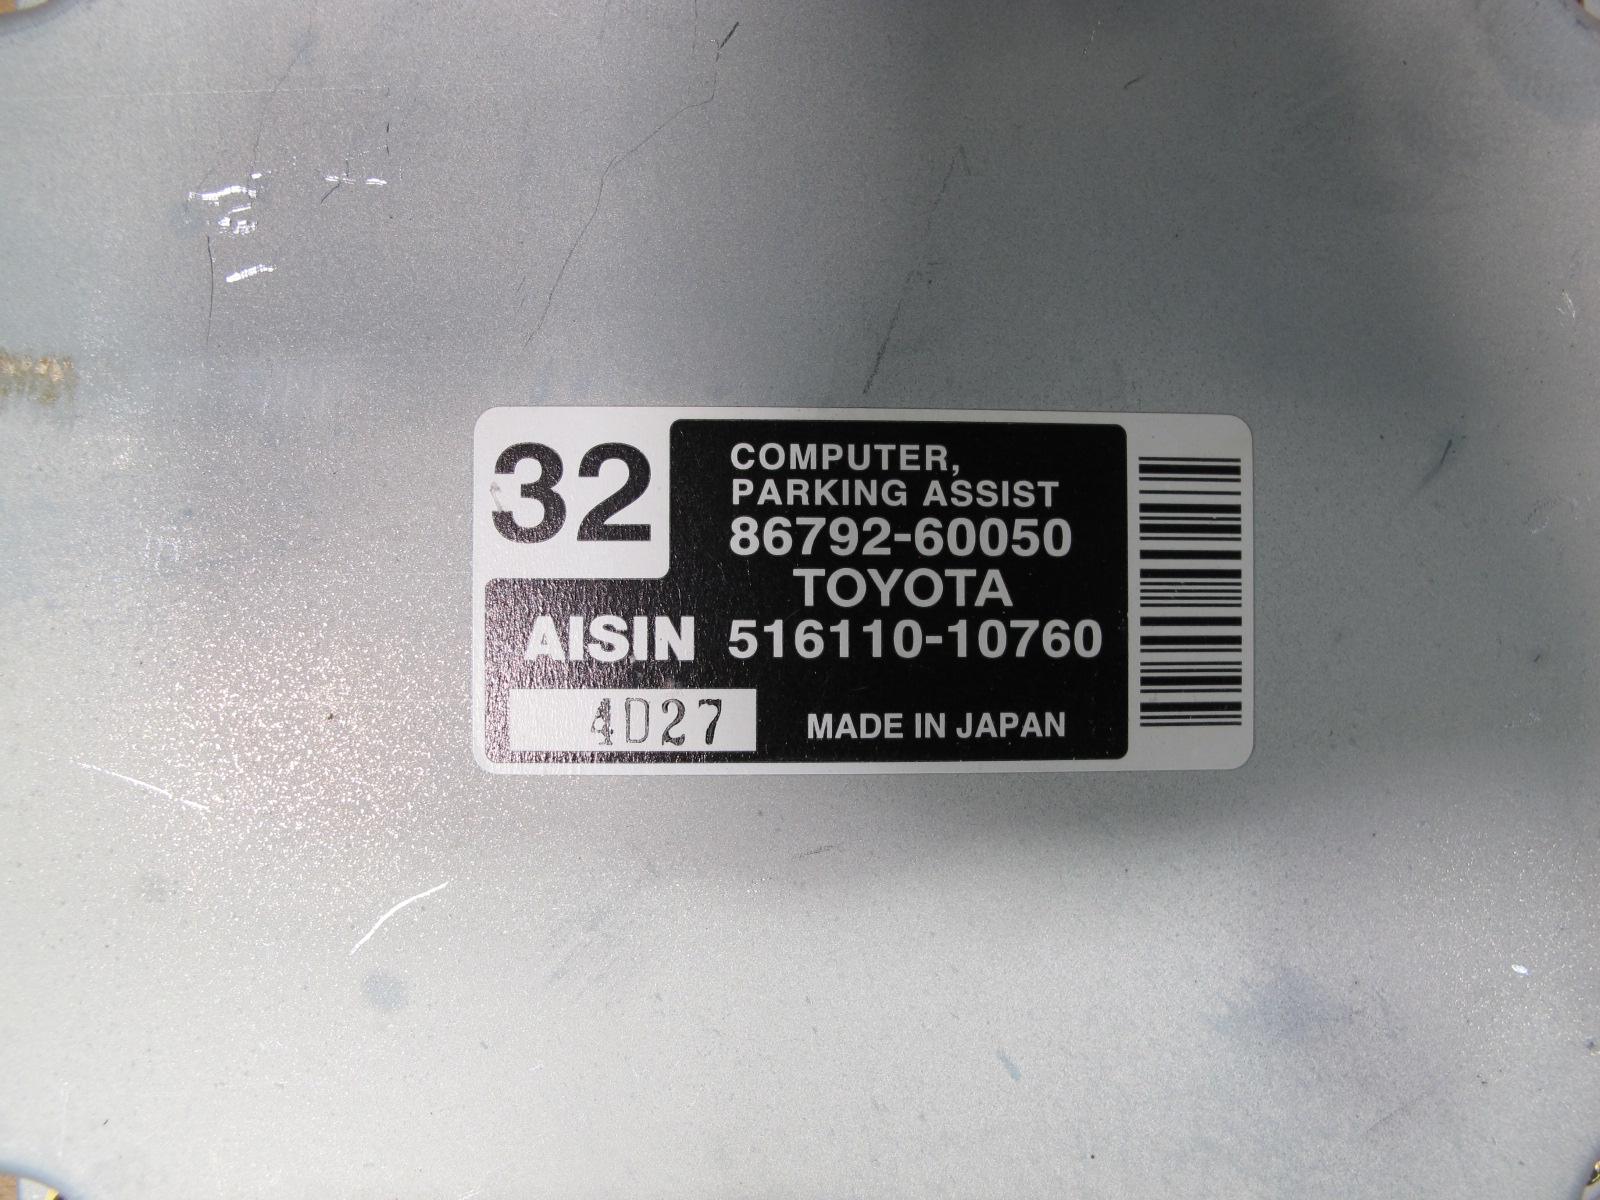 32
COMPUTER,
PARKING ASSIST
86792-60050
TOYOTA
AISIN 516110-10760
4D27 MADE IN JAPAN